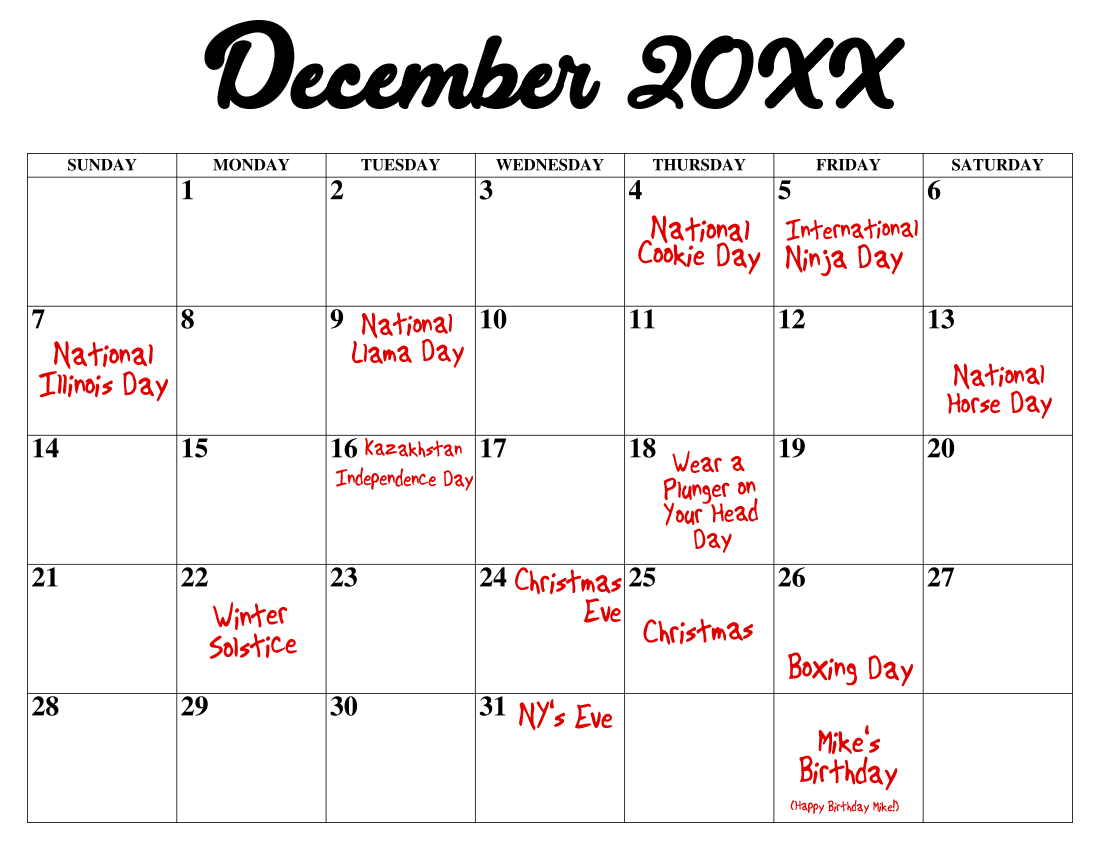 December 20XX
SUNDAY MONDAY TUESDAY WEDNESDAY THURSDAY FRIDAY SATURDAY
1
2
3
4
National
Cookie Day
5
International
Ninja Day
6
7
National
Illinois Day
8
9 National
Llama Day
10
11
12
13
National
Horse Day
14
15
16 Kazakhstan
Independence Day
17
18
Wear a
Plunger on
Your Head
Day
19
20
21
22
Winter
Solstice
23
24 Christmas
Eve
25
Christmas
26
Boxing Day
27
28
29
30
31 NY's Eve
Mike's
Birthday
(Happy Birthday Mike!)